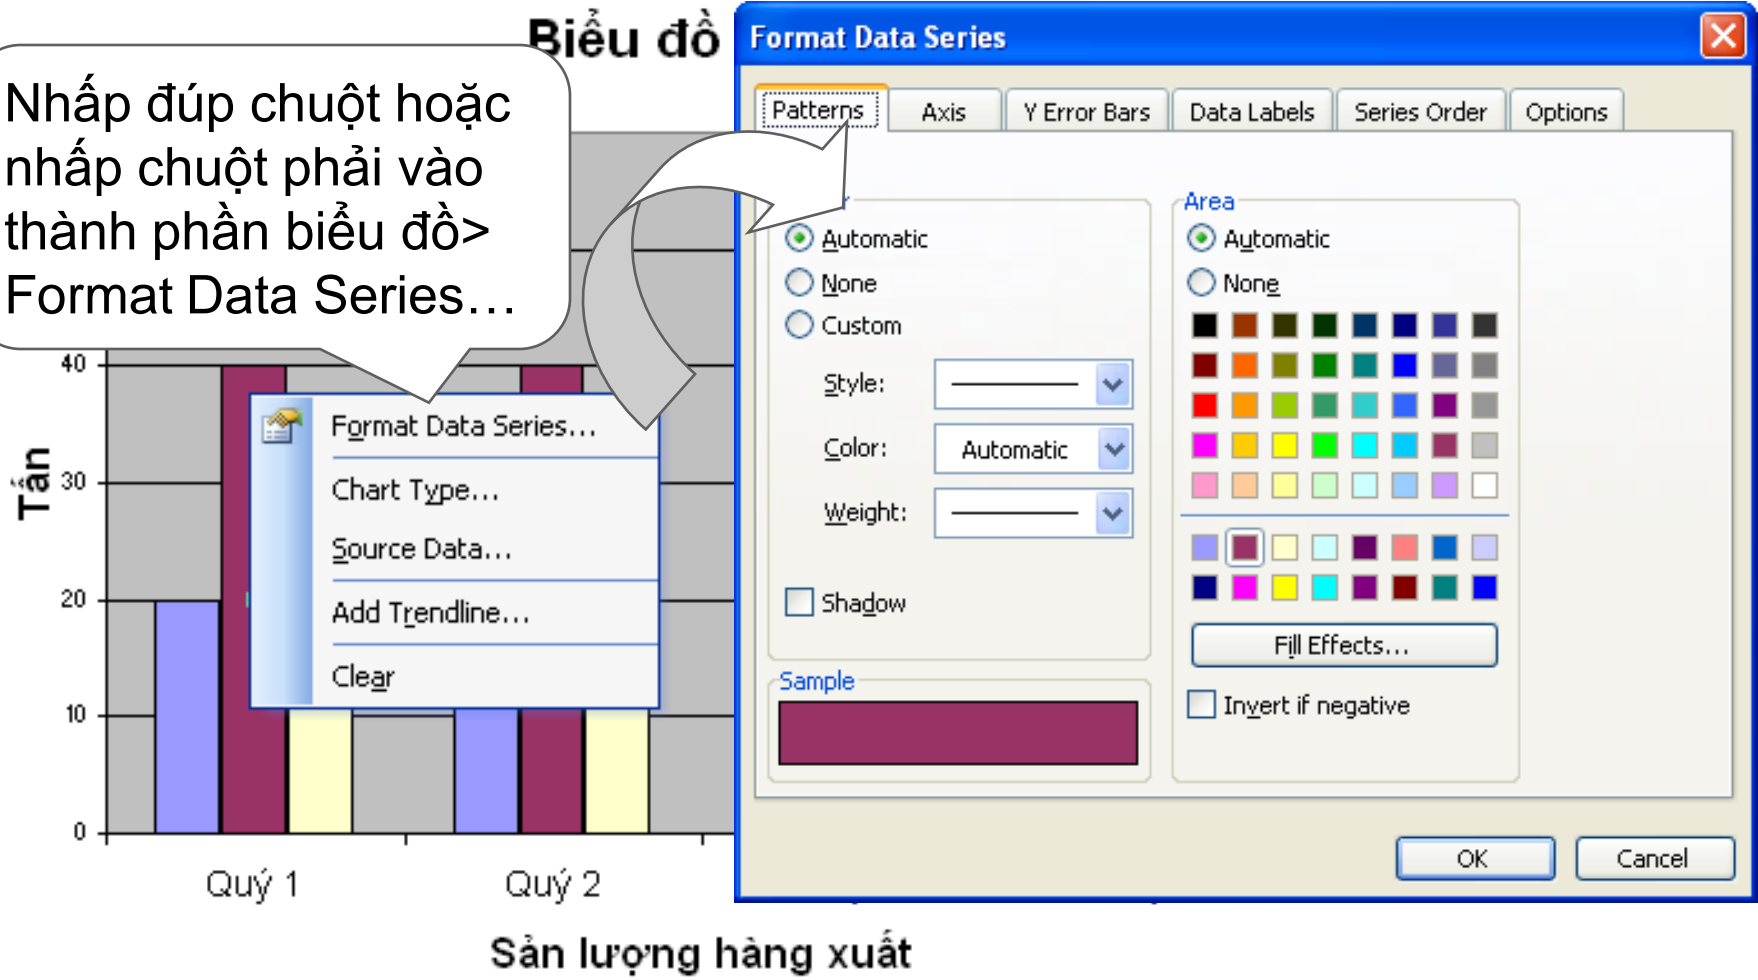 Biểu đồ
Nhấp đúp chuột hoặc
nhấp chuột phải vào
thành phần biểu đồ>
Format Data Series…
Format Data Series
Patterns
Axis
Y Error Bars
Data Labels
Series Order
Options
Automatic
None
Custom
Style:
Color:
Automatic
Weight:
Shadow
Sample
Area
Automatic
None
Fill Effects...
Invert if negative
OK
Cancel
Format Data Series...
Chart Type...
Source Data...
Add Trendline...
Clear
Tấn
40
30
20
10
0
Quý 1
Quý 2
Sản lượng hàng xuất